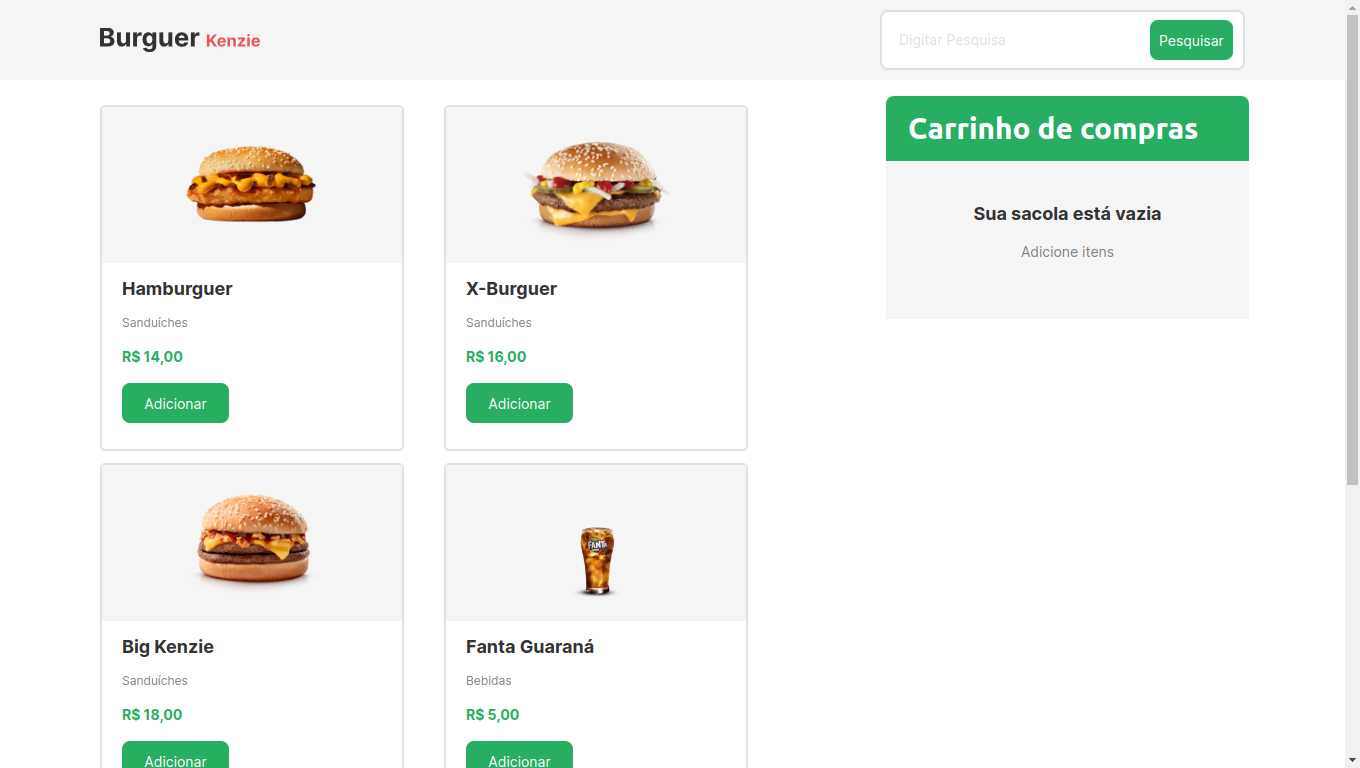 Burguer Kenzie
Digitar Pesquisa
Pesquisar
Carrinho de compras
Sua sacola está vazia
Adicione itens
Hamburguer
Sanduíches
R$ 14,00
Adicionar
X-Burguer
Sanduíches
R$ 16,00
Adicionar
Big Kenzie
Sanduíches
R$ 18,00
Adicionar
FANTA
Fanta Guaraná
Bebidas
R$ 5,00
Adicionar